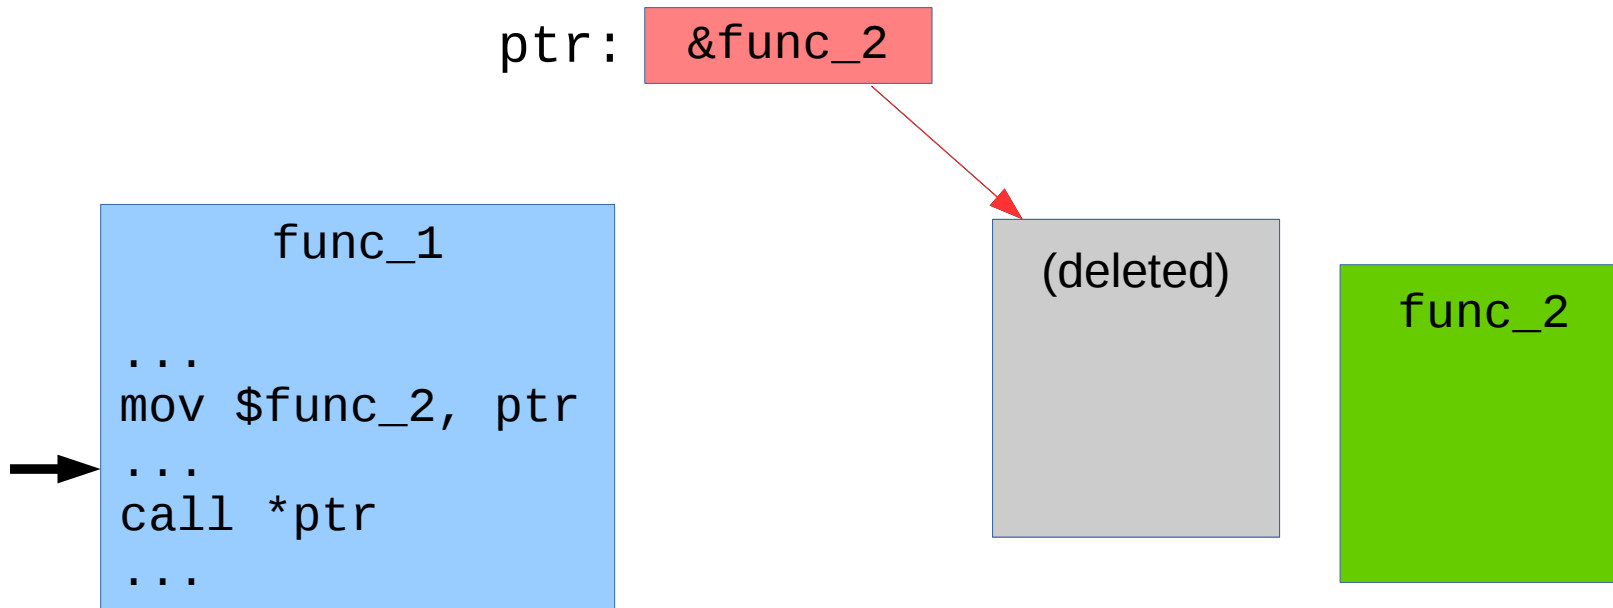 ptr: &func_2
func_1
...
mov $func_2, ptr
...
call *ptr
...
(deleted)
func_2